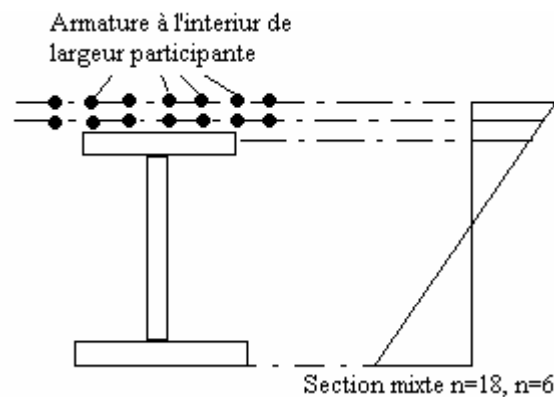 Armature à l'interiur de
largeur participante
Section mixte n=18, n=6